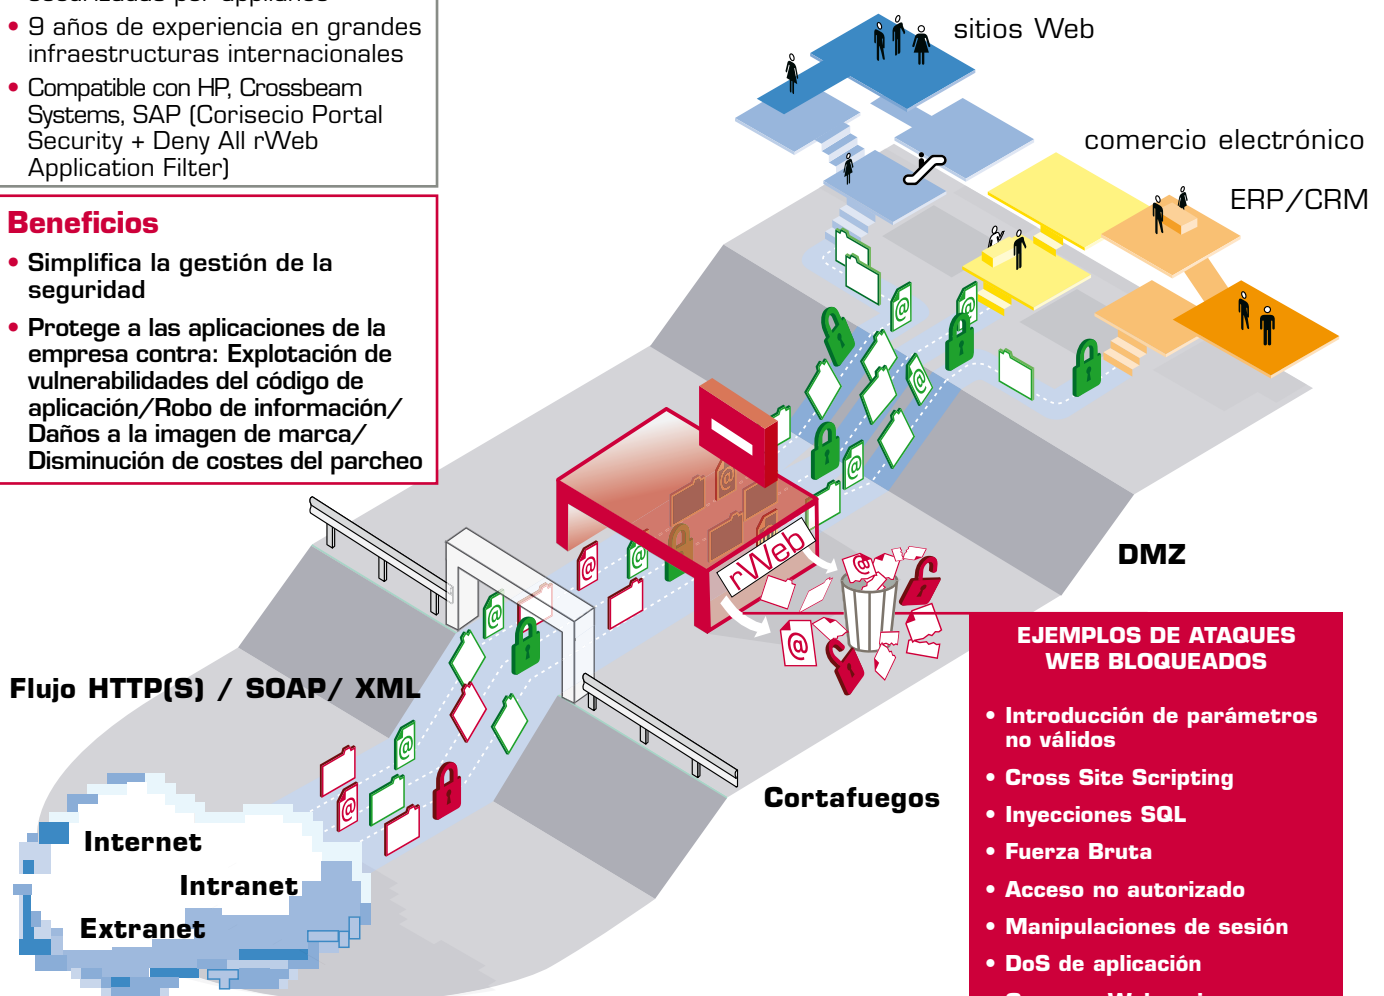 • 9 años de experiencia en grandes
infraestructuras internacionales
• Compatible con HP, Crossbeam
Systems, SAP (Corisecio Portal
Security + Deny All rWeb
Application Filter)
Beneficios
• Simplifica la gestión de la
seguridad
• Protege a las aplicaciones de la
empresa contra: Explotación de
vulnerabilidades del código de
aplicación/Robo de información/
Daños a la imagen de marca/
Disminución de costes del parcheo
sitios Web
comercio electrónico
ERP/CRM
DMZ
rWeb
Flujo HTTP(S) / SOAP/ XML
Cortafuegos
Internet
Intranet
Extranet
EJEMPLOS DE ATAQUES
WEB BLOQUEADOS
• Introducción de parámetros
no válidos
• Cross Site Scripting
• Inyecciones SQL
• Fuerza Bruta
• Acceso no autorizado
• Manipulaciones de sesión
• DoS de aplicación